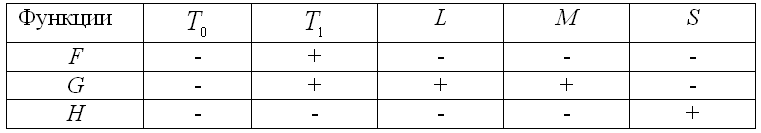 Функции T₀ T₁ L M S
F - + - - -
G - + + + -
H - - - - +